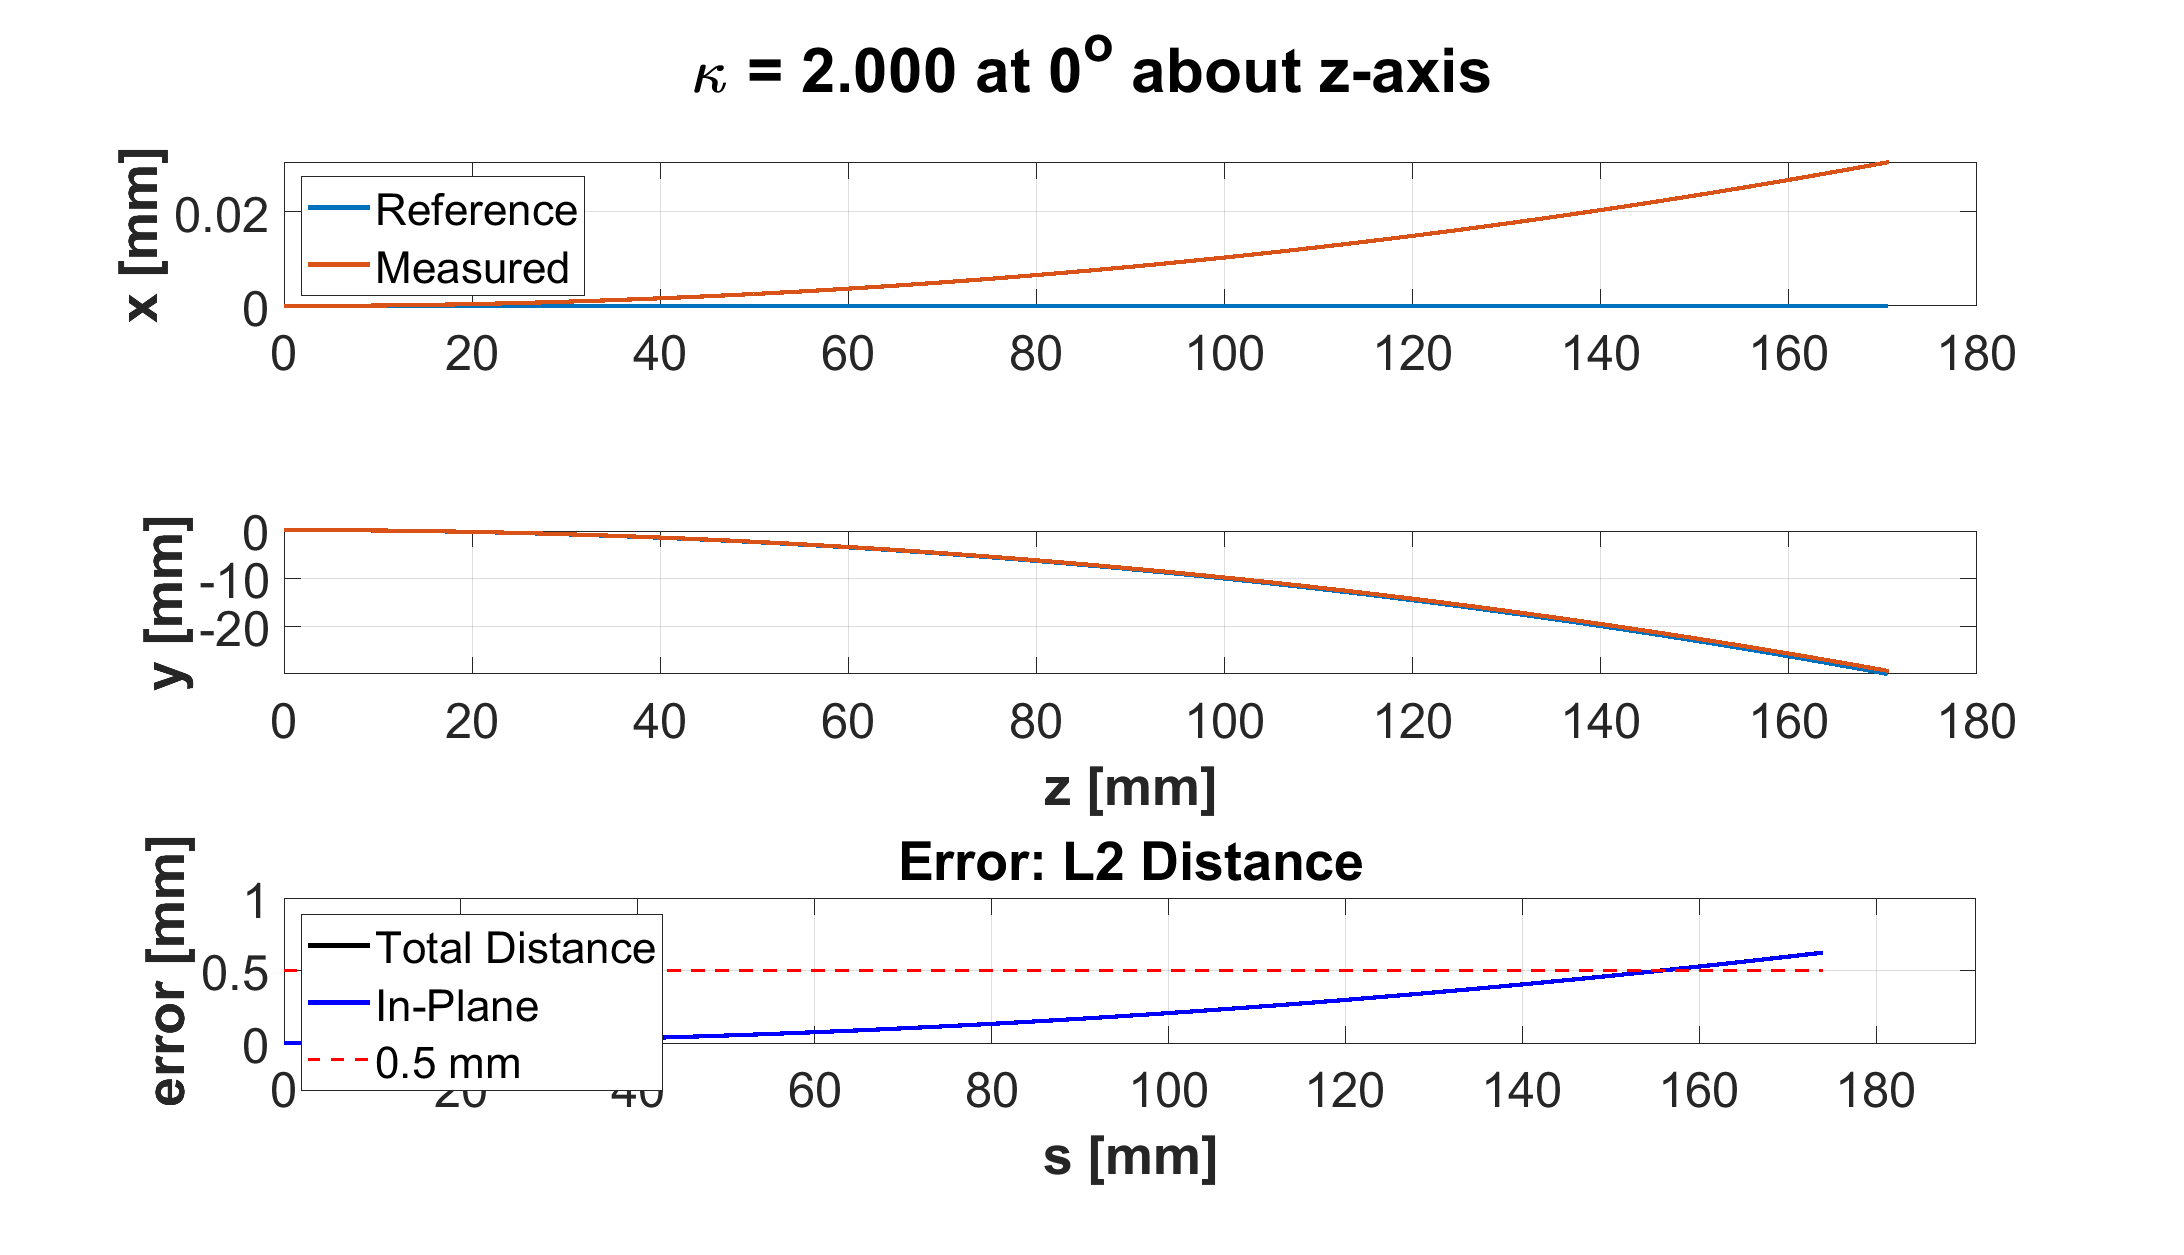 κ = 2.000 at 0° about z-axis
x [mm]
0.02
0
Reference
Measured
0 20 40 60 80 100 120 140 160 180
y [mm]
0
-10
-20
0 20 40 60 80 100 120 140 160 180
z [mm]
Error: L2 Distance
error [mm]
1
0.5
0
Total Distance
In-Plane
0.5 mm
0 20 40 60 80 100 120 140 160 180
s [mm]